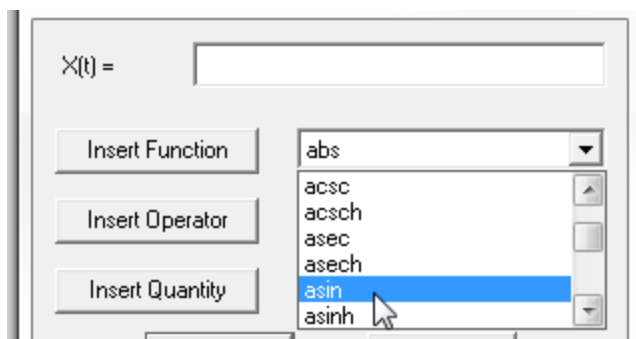 X(t) =
Insert Function
abs
acsc
acsch
Insert Operator
asec
asech
Insert Quantity
asin
asinh